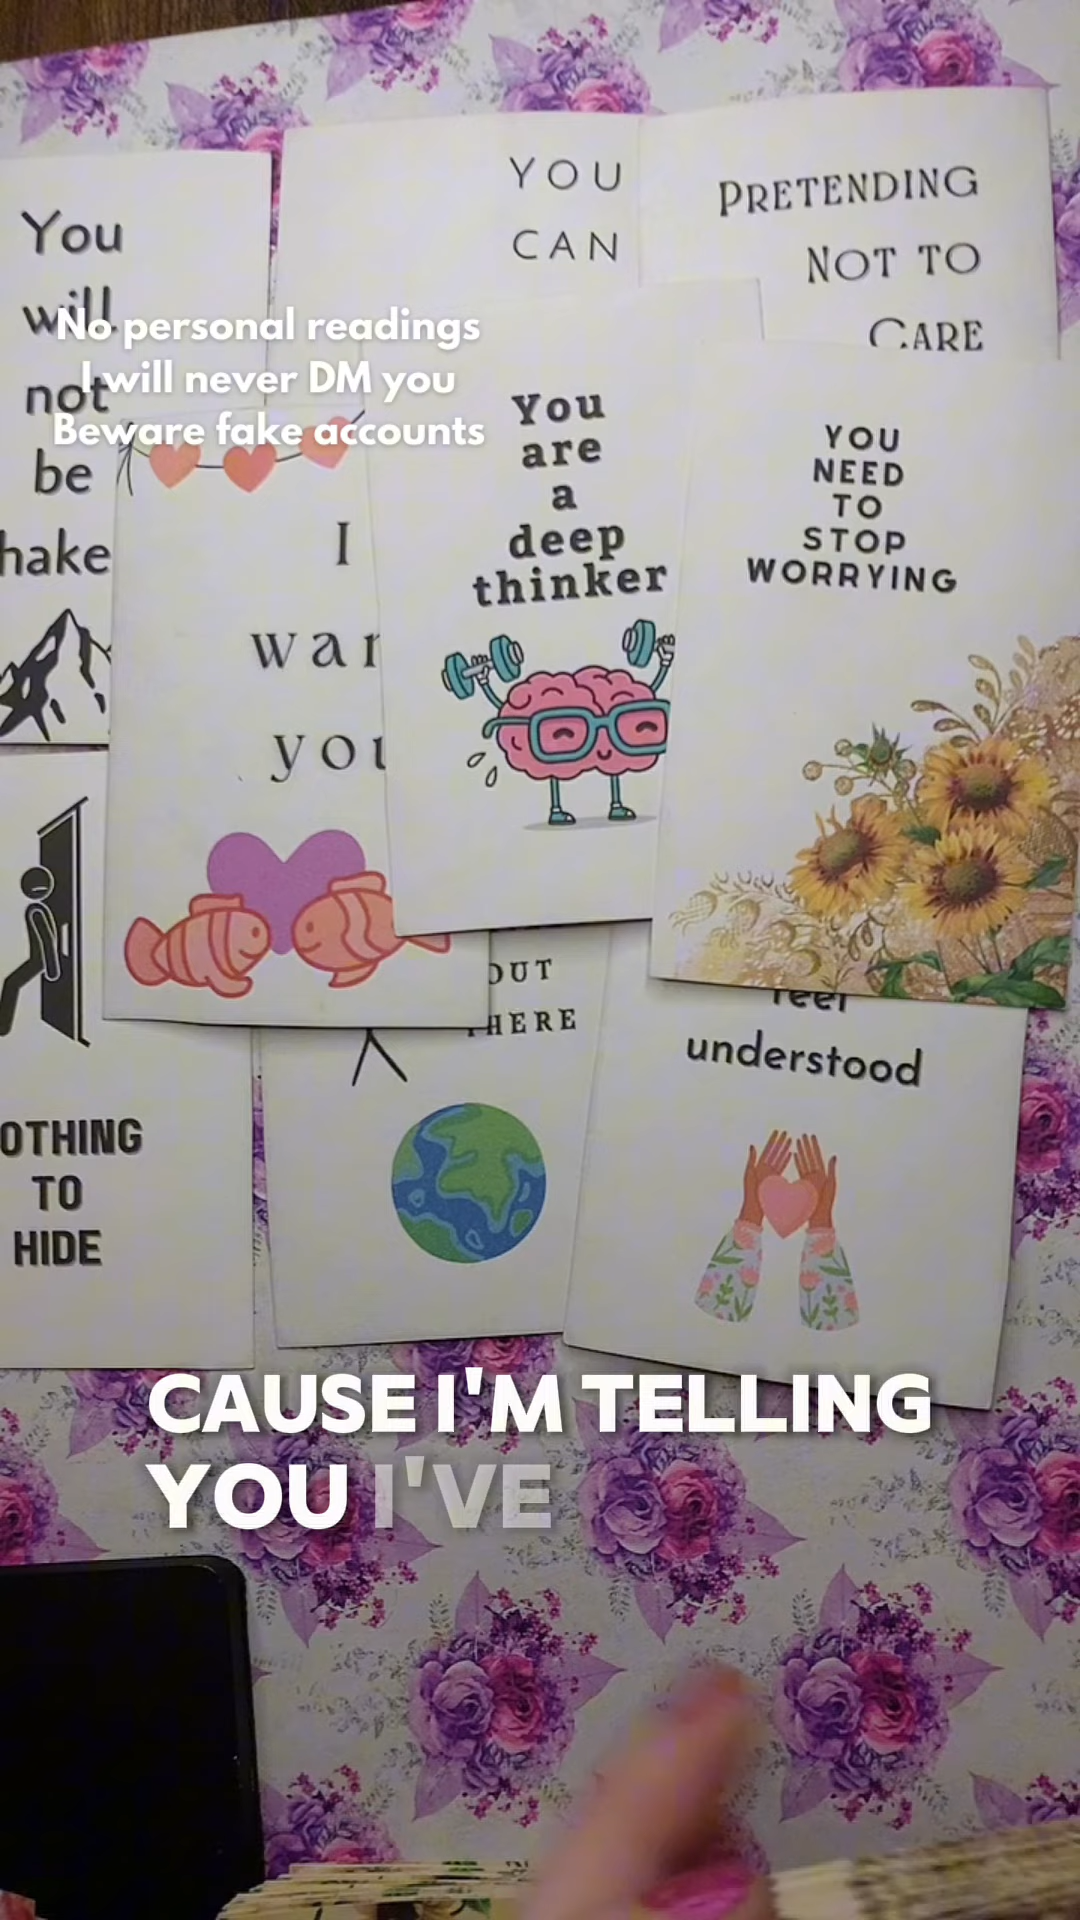 You
will
not
be
hake
YOU
CAN
PRETENDING
NOT TO
CARE
No personal readings
I will never DM you
Beware fake accounts
I
wan
you
You
are
a
deep
thinker
YOU
NEED
TO
STOP
WORRYING
OTHING
TO
HIDE
OUT
HERE
feel
understood
CAUSE I'M TELLING
YOU I'VE